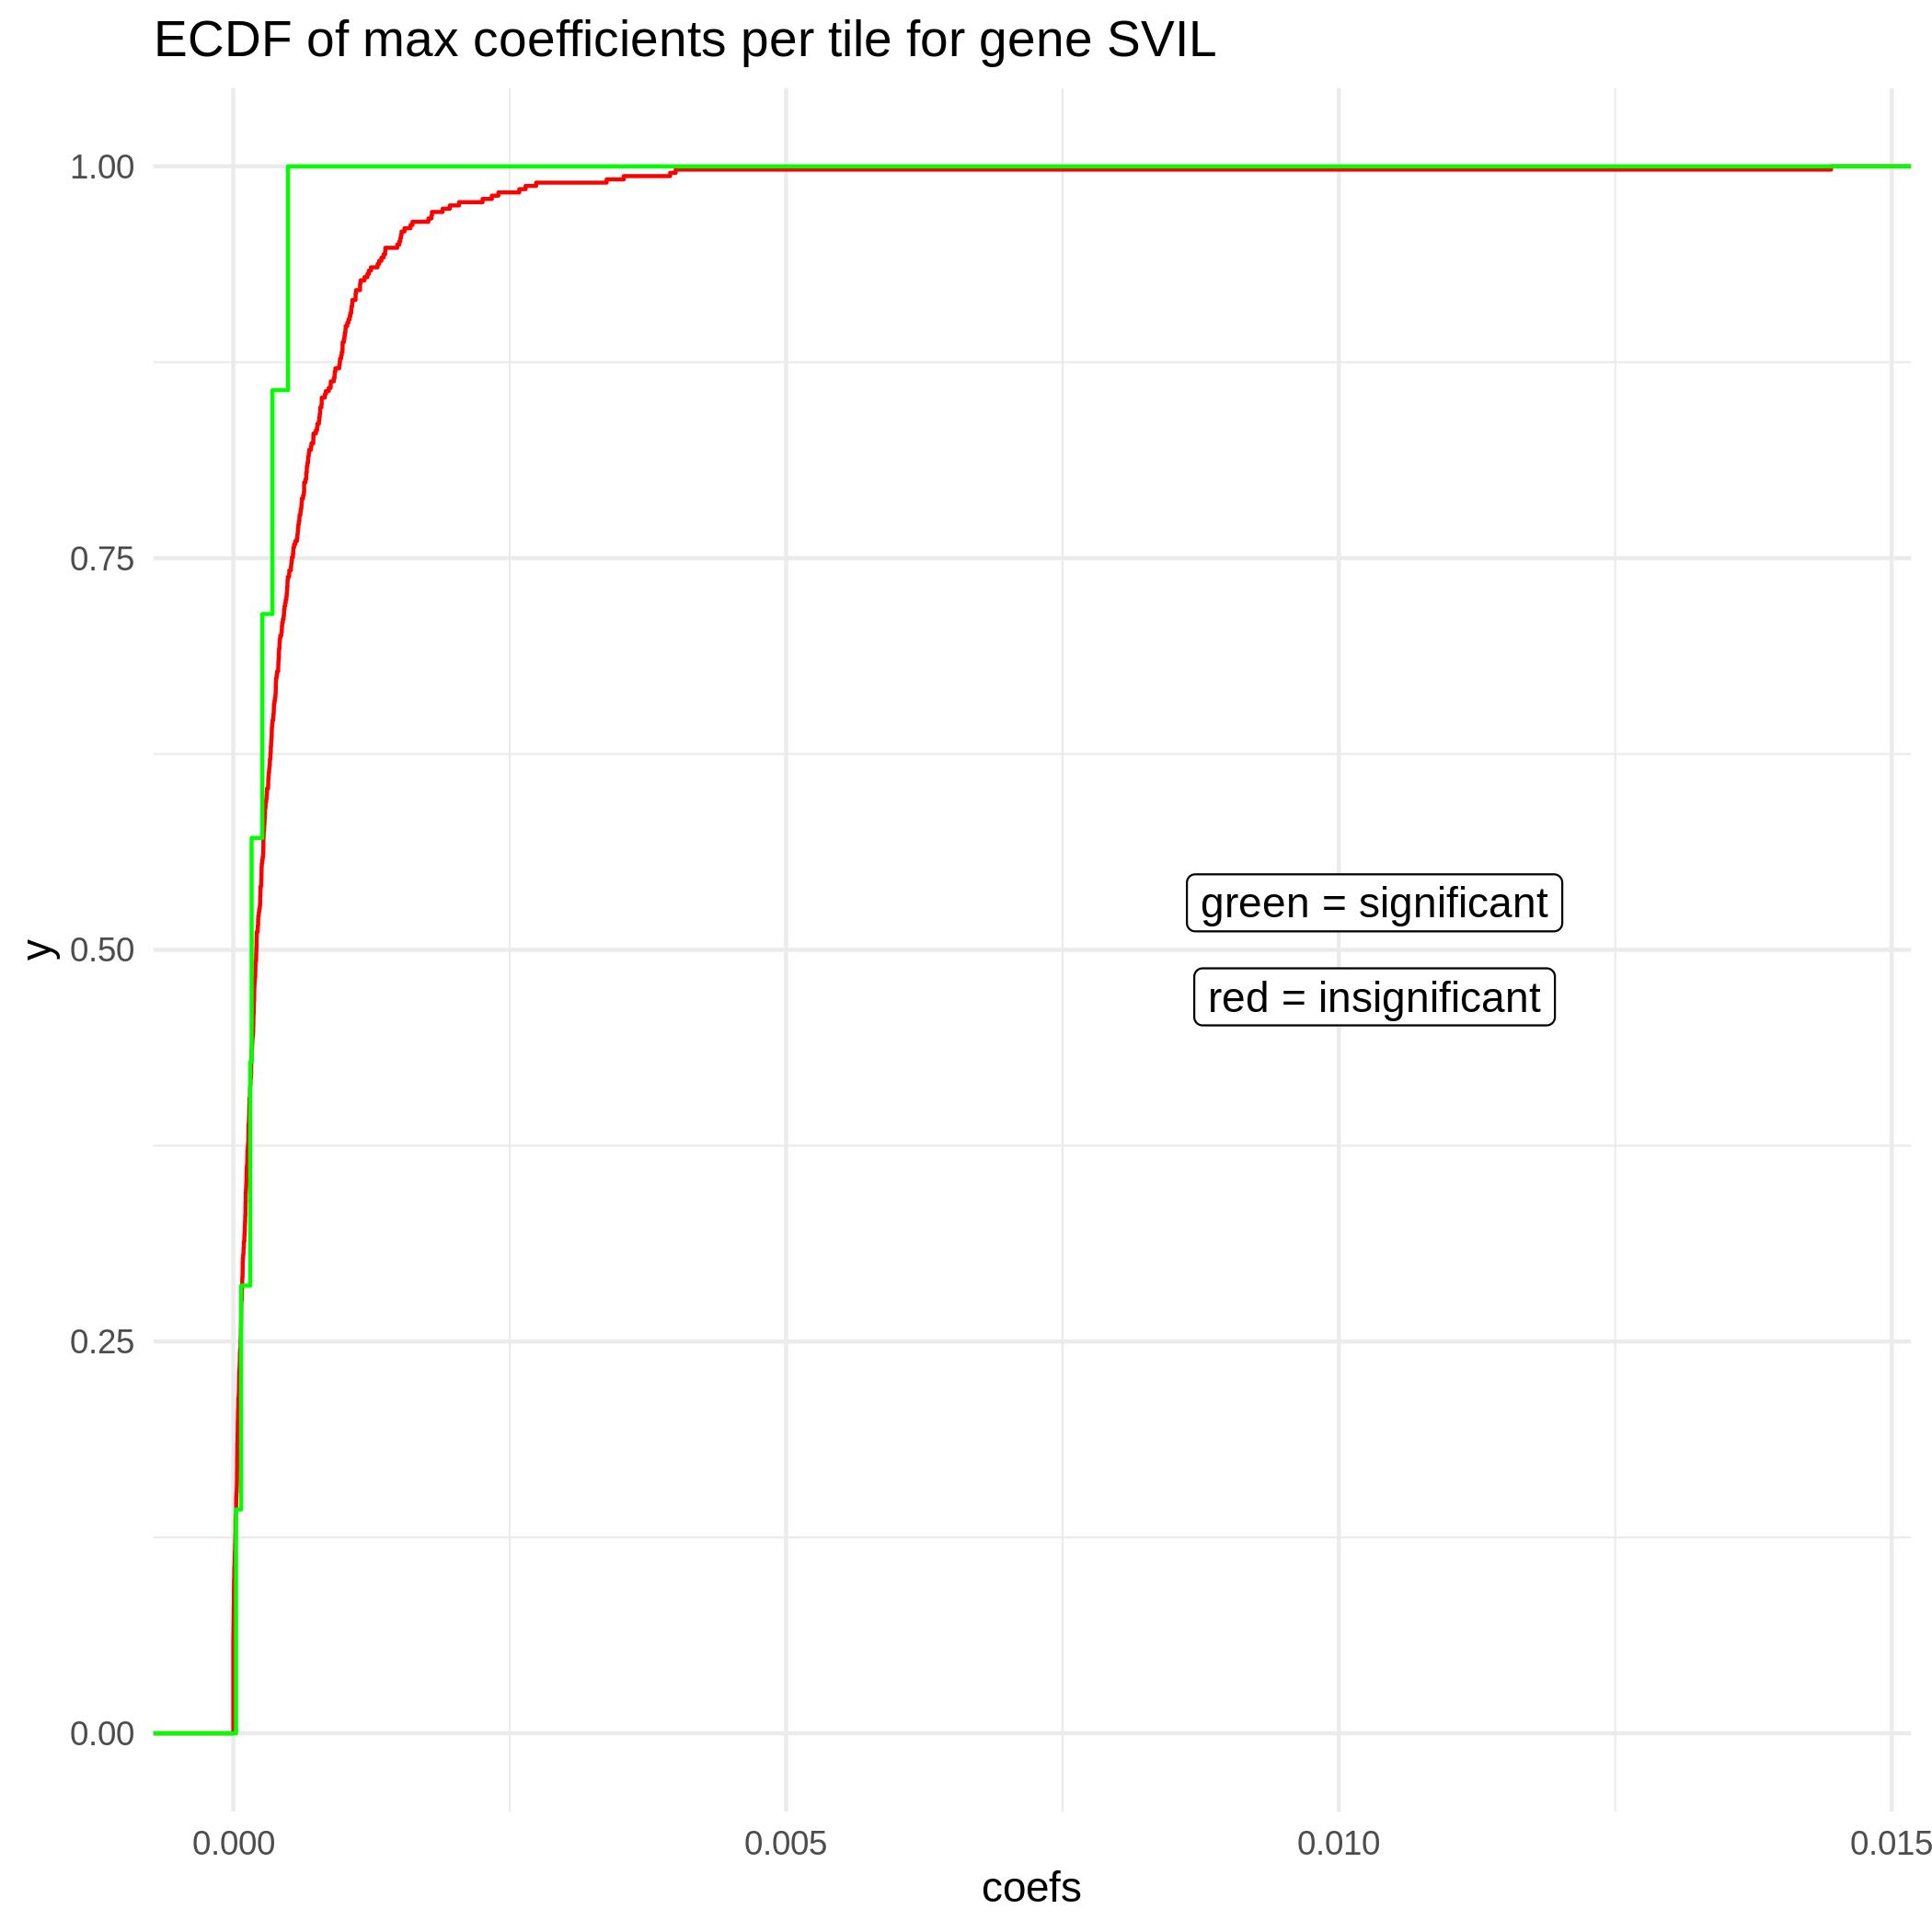 ECDF of max coefficients per tile for gene SVIL
1.00
0.75
0.50
0.25
0.00
y
green = significant
red = insignificant
0.000 0.005 0.010 0.015
coefs